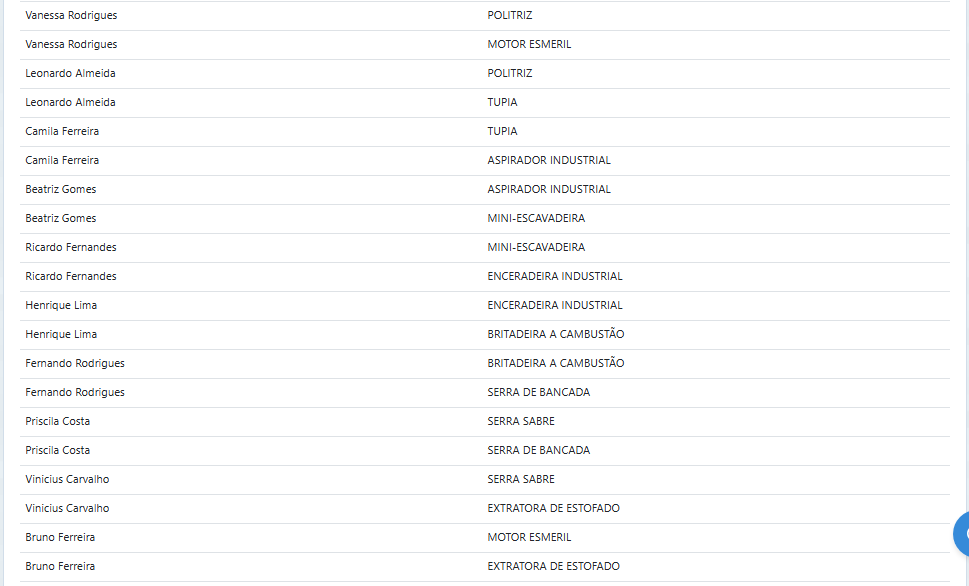 Vanessa Rodrigues POLITRIZ
Vanessa Rodrigues MOTOR ESMERIL
Leonardo Almeida POLITRIZ
Leonardo Almeida TUPIA
Camila Ferreira TUPIA
Camila Ferreira ASPIRADOR INDUSTRIAL
Beatriz Gomes ASPIRADOR INDUSTRIAL
Beatriz Gomes MINI-ESCAVADEIRA
Ricardo Fernandes MINI-ESCAVADEIRA
Ricardo Fernandes ENCERADEIRA INDUSTRIAL
Henrique Lima ENCERADEIRA INDUSTRIAL
Henrique Lima BRITADEIRA A CAMBUSTÃO
Fernando Rodrigues BRITADEIRA A CAMBUSTÃO
Fernando Rodrigues SERRA DE BANCADA
Priscila Costa SERRA SABRE
Priscila Costa SERRA DE BANCADA
Vinicius Carvalho SERRA SABRE
Vinicius Carvalho EXTRATORA DE ESTOFADO
Bruno Ferreira MOTOR ESMERIL
Bruno Ferreira EXTRATORA DE ESTOFADO